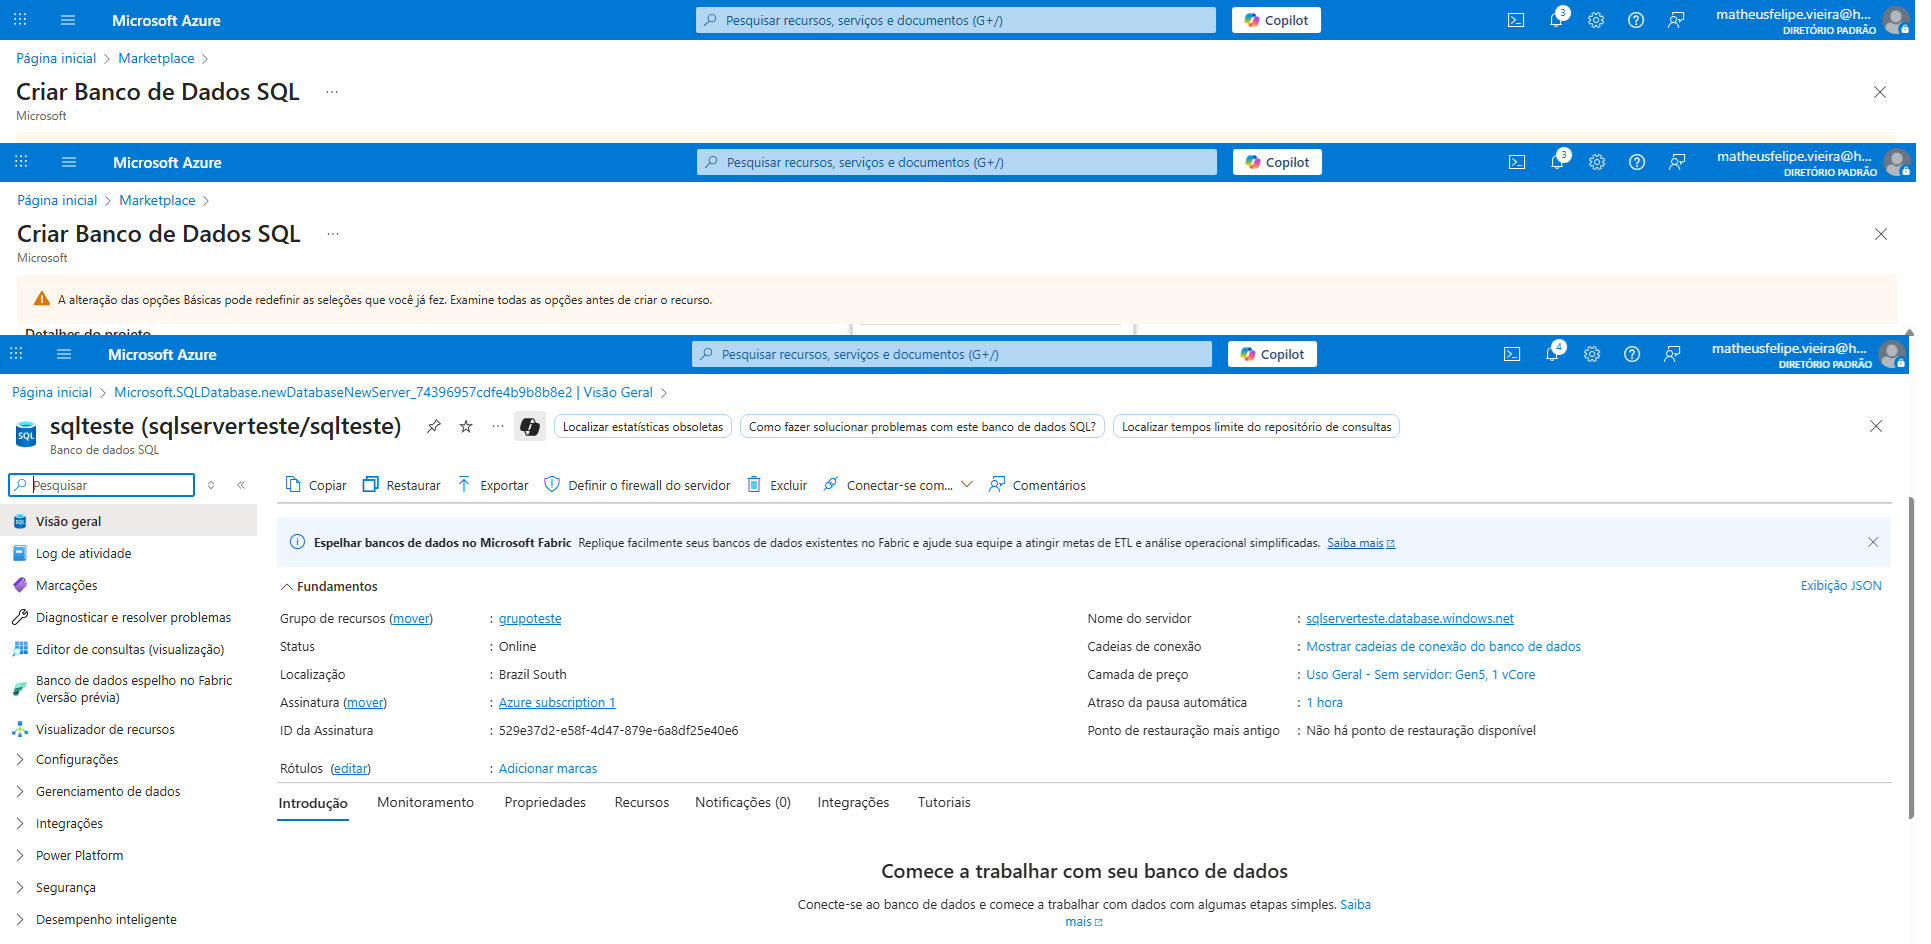 Microsoft Azure
Pesquisar recursos, serviços e documentos (G+/)
Copilot
3
matheusfelipe.vieira@h...
DIRETÓRIO PADRÃO
Página inicial > Marketplace >
Criar Banco de Dados SQL ...
Microsoft
Microsoft Azure
Pesquisar recursos, serviços e documentos (G+/)
Copilot
3
matheusfelipe.vieira@h...
DIRETÓRIO PADRÃO
Página inicial > Marketplace >
Criar Banco de Dados SQL ...
Microsoft
A alteração das opções Básicas pode redefinir as seleções que você já fez. Examine todas as opções antes de criar o recurso.
Detalhes do projeto
Microsoft Azure
Pesquisar recursos, serviços e documentos (G+/)
Copilot
4
matheusfelipe.vieira@h...
DIRETÓRIO PADRÃO
Página inicial > Microsoft.SQLDatabase.newDatabaseNewServer_74396957cdfe4b9b8b8e2 | Visão Geral >
SQL
sqlteste (sqlserverteste/sqlteste)
...
Localizar estatísticas obsoletas
Como fazer solucionar problemas com este banco de dados SQL?
Localizar tempos limite do repositório de consultas
Banco de dados SQL
Pesquisar
Copiar
Restaurar
Exportar
Definir o firewall do servidor
Excluir
Conectar-se com...
Comentários
Visão geral
Log de atividade
Marcações
Diagnosticar e resolver problemas
Editor de consultas (visualização)
Banco de dados espelho no Fabric
(versão prévia)
Visualizador de recursos
Configurações
Gerenciamento de dados
Integrações
Power Platform
Segurança
Desempenho inteligente
Espelhar bancos de dados no Microsoft Fabric Replique facilmente seus bancos de dados existentes no Fabric e ajude sua equipe a atingir metas de ETL e análise operacional simplificadas. Saiba mais
Fundamentos
Exibição JSON
Grupo de recursos (mover) : grupoteste
Status : Online
Localização : Brazil South
Assinatura (mover) : Azure subscription 1
ID da Assinatura : 529e37d2-e58f-4d47-879e-6a8df25e40e6
Rótulos (editar) : Adicionar marcas
Nome do servidor : sqlserverteste.database.windows.net
Cadeias de conexão : Mostrar cadeias de conexão do banco de dados
Camada de preço : Uso Geral - Sem servidor: Gen5, 1 vCore
Atraso da pausa automática : 1 hora
Ponto de restauração mais antigo : Não há ponto de restauração disponível
Introdução
Monitoramento
Propriedades
Recursos
Notificações (0)
Integrações
Tutoriais
Comece a trabalhar com seu banco de dados
Conecte-se ao banco de dados e comece a trabalhar com dados com algumas etapas simples. Saiba
mais